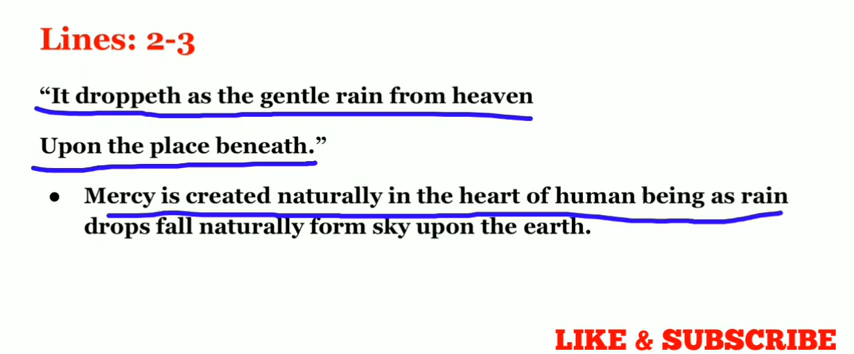 Lines: 2-3
“It droppeth as the gentle rain from heaven
Upon the place beneath.”
● Mercy is created naturally in the heart of human being as rain
drops fall naturally form sky upon the earth.
LIKE & SUBSCRIBE